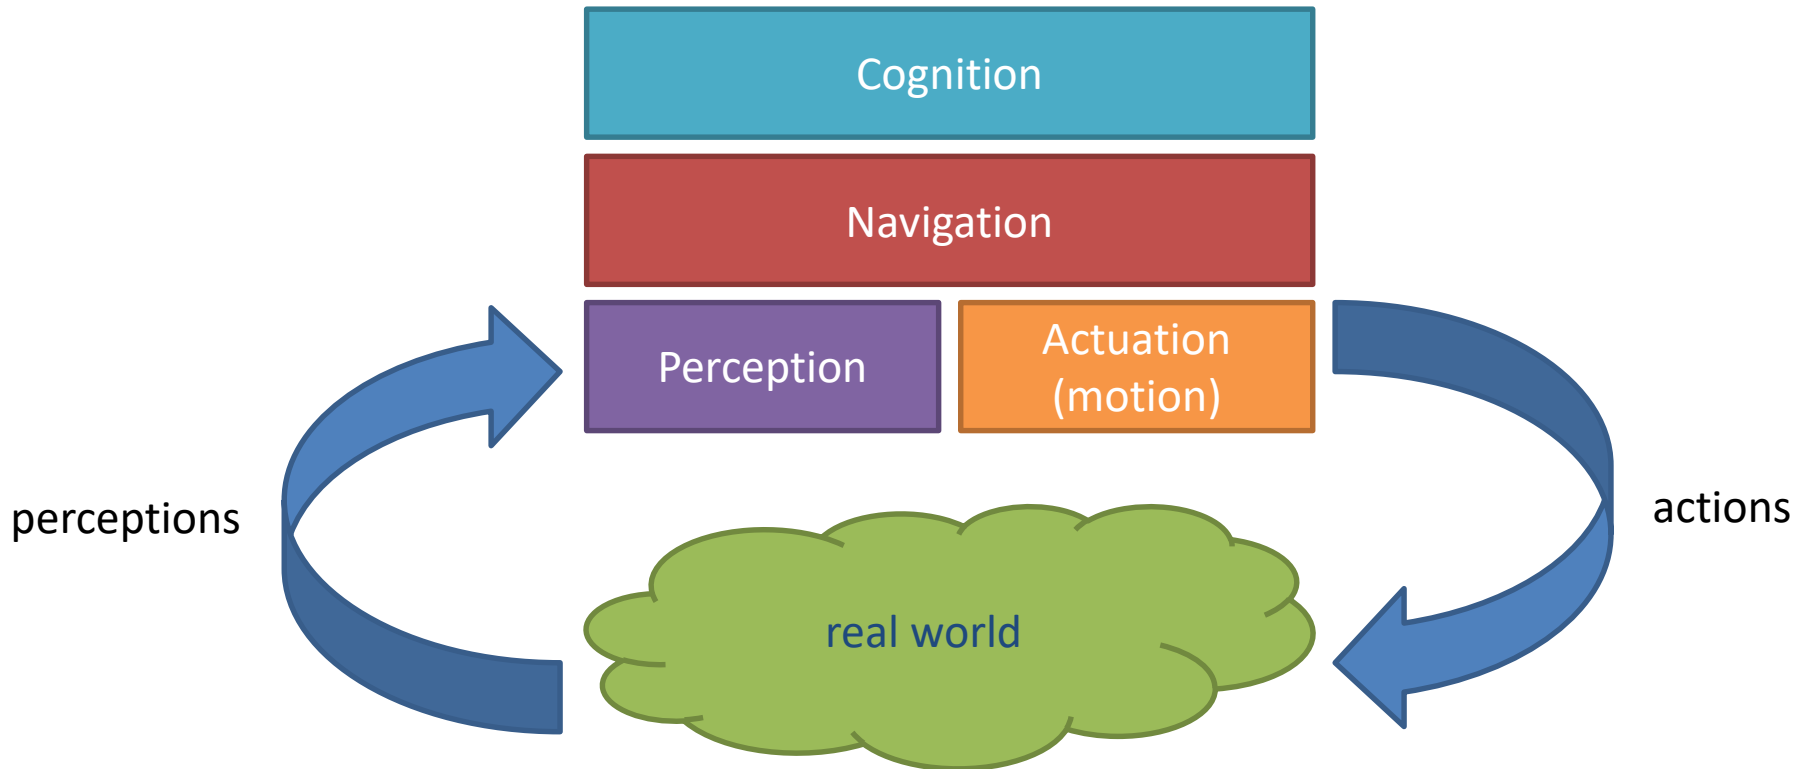 Cognition
Navigation
Perception
Actuation
(motion)
perceptions
actions
real world